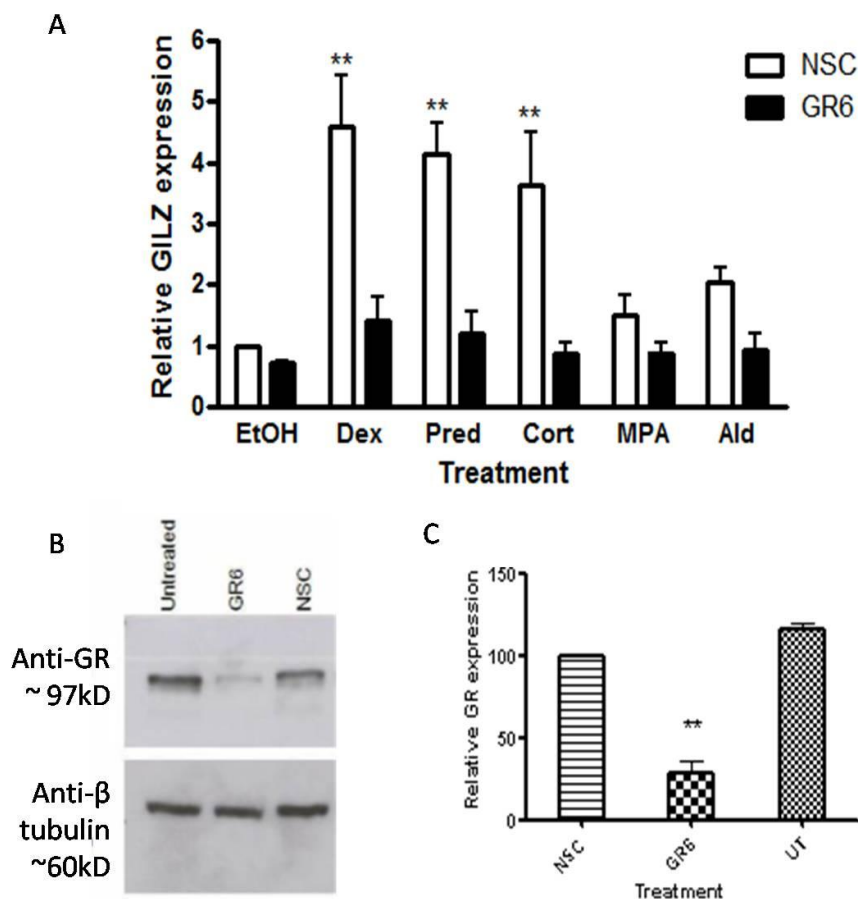 A
Relative GILZ expression
6
5
4
3
2
1
0
**
**
**
NSC
GR6
EtOH Dex Pred Cort MPA Ald
Treatment
B
Untreated
GR6
NSC
Anti-GR
~ 97kD
Anti-β
tubulin
~60kD
C
Relative GR expression
150
100
50
0
**
NSC
GR6
UT
Treatment